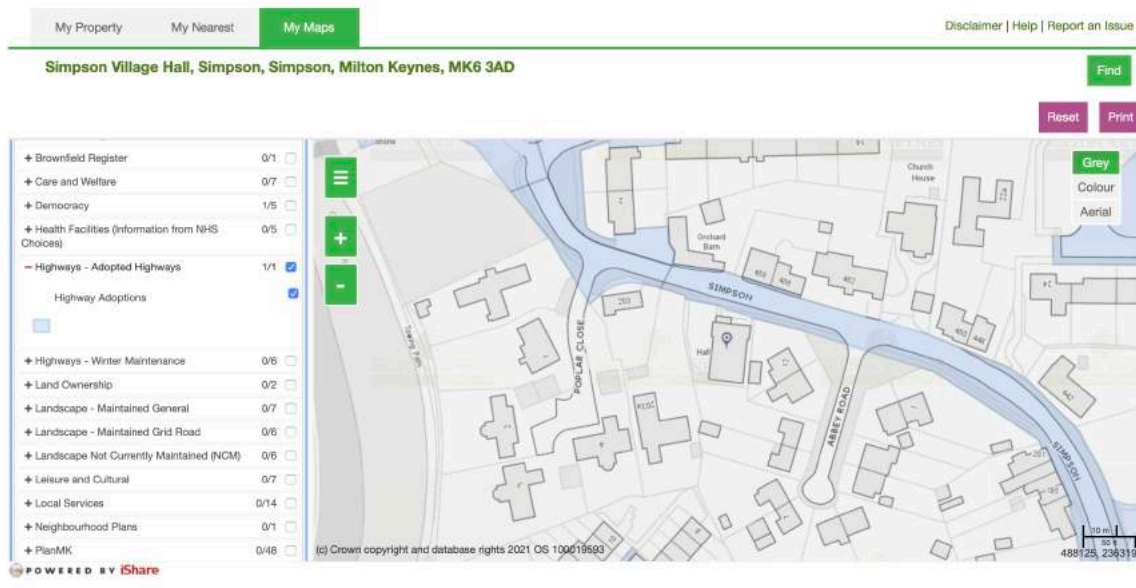 My Property My Nearest My Maps Disclaimer | Help | Report an Issue
Simpson Village Hall, Simpson, Simpson, Milton Keynes, MK6 3AD
Find
Reset Print
+ Brownfield Register 0/1
+ Care and Welfare 0/7
+ Democracy 1/5
+ Health Facilities (Information from NHS
Choices) 0/5
− Highways - Adopted Highways 1/1
Highway Adoptions
+ Highways - Winter Maintenance 0/6
+ Land Ownership 0/2
+ Landscape - Maintained General 0/7
+ Landscape - Maintained Grid Road 0/6
+ Landscape Not Currently Maintained (NCM) 0/6
+ Leisure and Cultural 0/7
+ Local Services 0/14
+ Neighbourhood Plans 0/1
+ PlanMK 0/48
Grey
Colour
Aerial
Church
House
22a
Orchard
Barn
SIMPSON
Hall
POPLAR CLOSE
ABBEY ROAD
SIMPSON
10 m
50 ft
488125, 236319
(c) Crown copyright and database rights 2021 OS 100019593
POWERED BY iShare